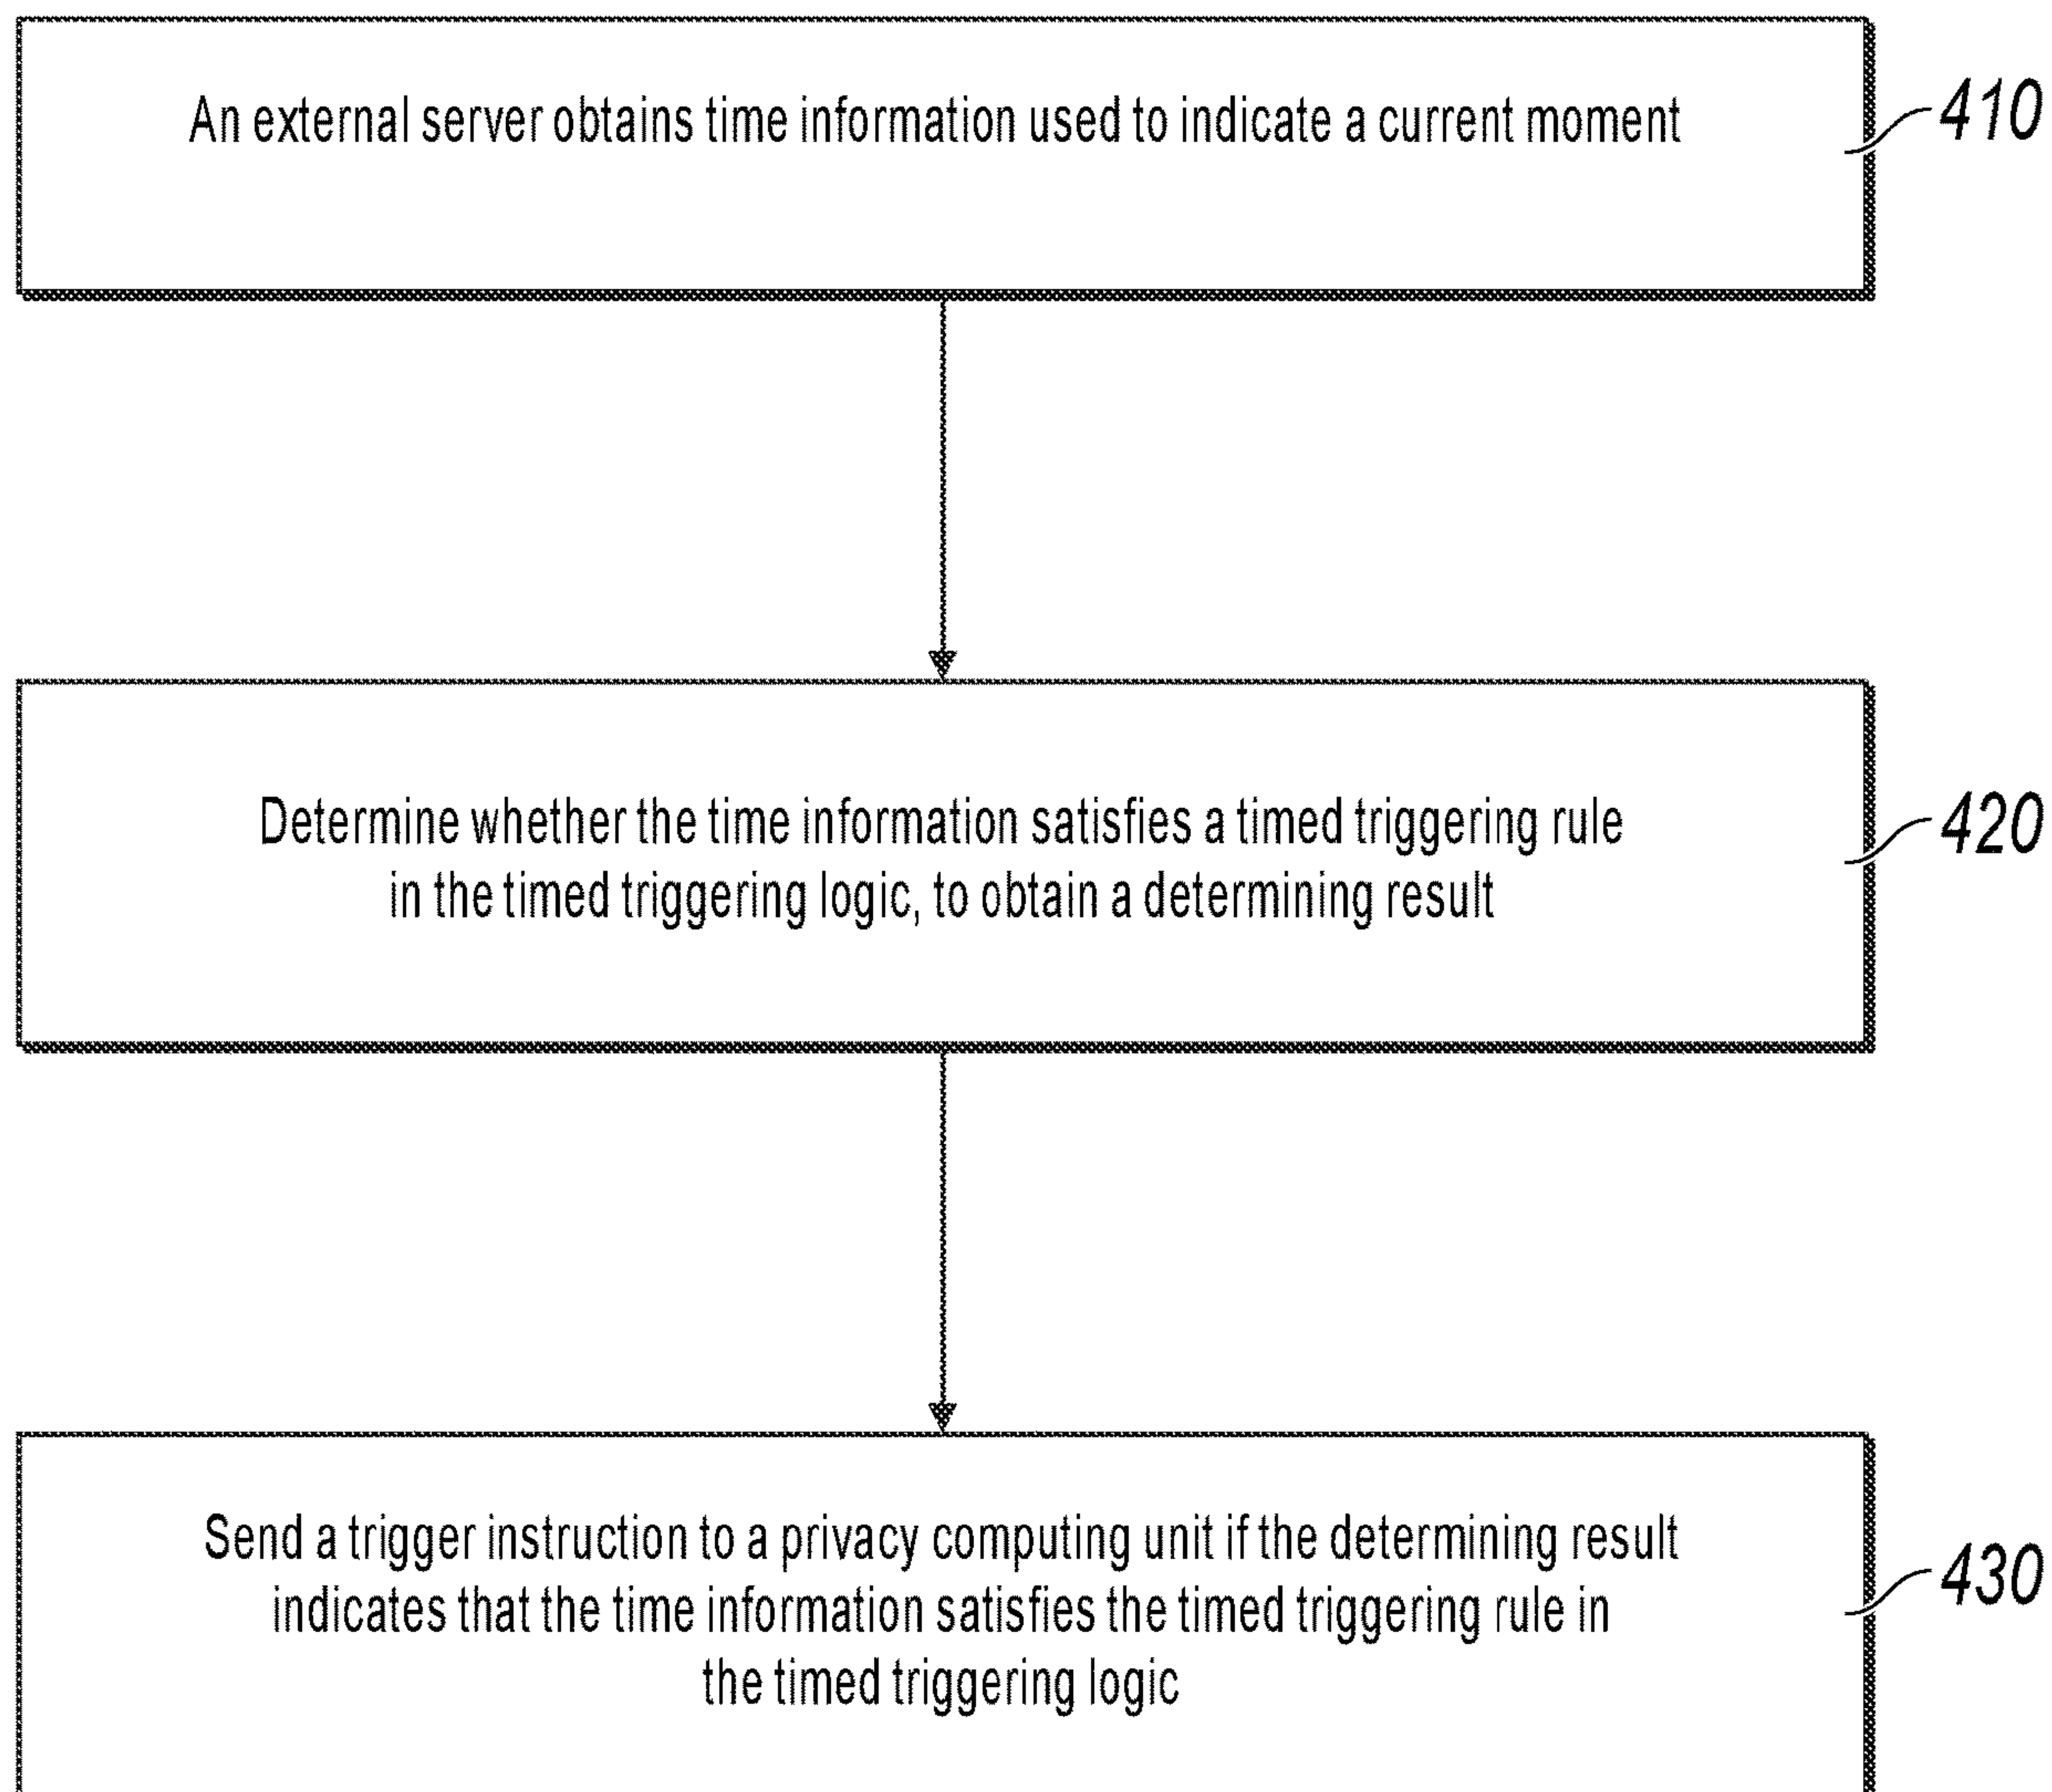 An external server obtains time information used to indicate a current moment
410
Determine whether the time information satisfies a timed triggering rule
in the timed triggering logic, to obtain a determining result
420
Send a trigger instruction to a privacy computing unit if the determining result
indicates that the time information satisfies the timed triggering rule in
the timed triggering logic
430